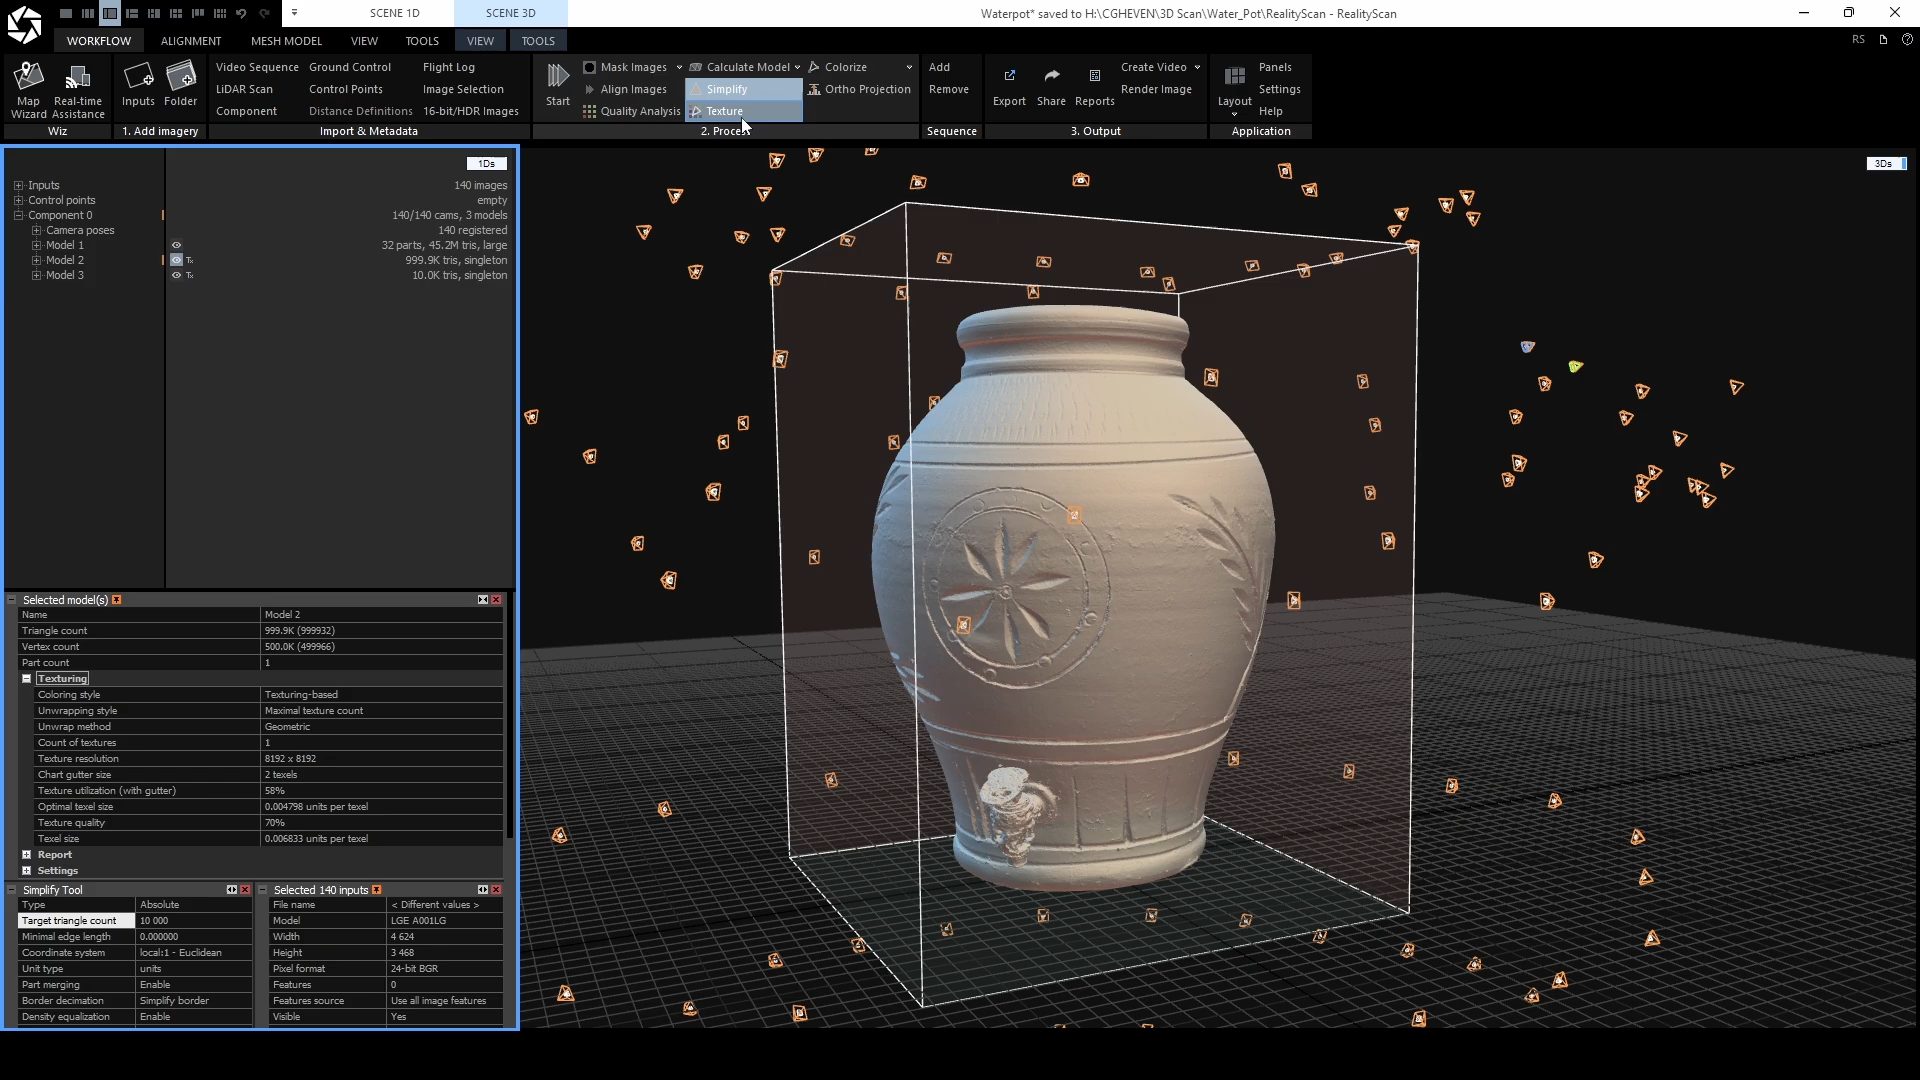 SCENE 1D
SCENE 3D
Waterpot* saved to H:\CGHEVEN\3D Scan\Water_Pot\RealityScan - RealityScan
WORKFLOW
ALIGNMENT
MESH MODEL
VIEW
TOOLS
VIEW
TOOLS
RS
Map Wizard
Real-time Assistance
Wiz
Inputs
Folder
1. Add imagery
Video Sequence
Ground Control
Flight Log
LiDAR Scan
Control Points
Image Selection
Component
Distance Definitions
16-bit/HDR Images
Import & Metadata
Start
Mask Images
Align Images
Quality Analysis
Calculate Model
Simplify
Texture
Colorize
Ortho Projection
2. Process
Add
Remove
Sequence
Export
Share
Reports
Create Video
Render Image
3. Output
Layout
Panels
Settings
Help
Application
1Ds
3Ds
Inputs 140 images
Control points empty
Component 0 140/140 cams, 3 models
Camera poses 140 registered
Model 1 32 parts, 45.2M tris, large
Model 2 Tx 999.9K tris, singleton
Model 3 Tx 10.0K tris, singleton
Selected model(s)
Name Model 2
Triangle count 999.9K (999932)
Vertex count 500.0K (499966)
Part count 1
Texturing
Coloring style Texturing-based
Unwrapping style Maximal texture count
Unwrap method Geometric
Count of textures 1
Texture resolution 8192 x 8192
Chart gutter size 2 texels
Texture utilization (with gutter) 58%
Optimal texel size 0.004798 units per texel
Texture quality 70%
Texel size 0.006833 units per texel
Report
Settings
Simplify Tool
Type Absolute
Target triangle count 10 000
Minimal edge length 0.000000
Coordinate system local:1 - Euclidean
Unit type units
Part merging Enable
Border decimation Simplify border
Density equalization Enable
Selected 140 inputs
File name < Different values >
Model LGE A001LG
Width 4 624
Height 3 468
Pixel format 24-bit BGR
Features 0
Features source Use all image features
Visible Yes